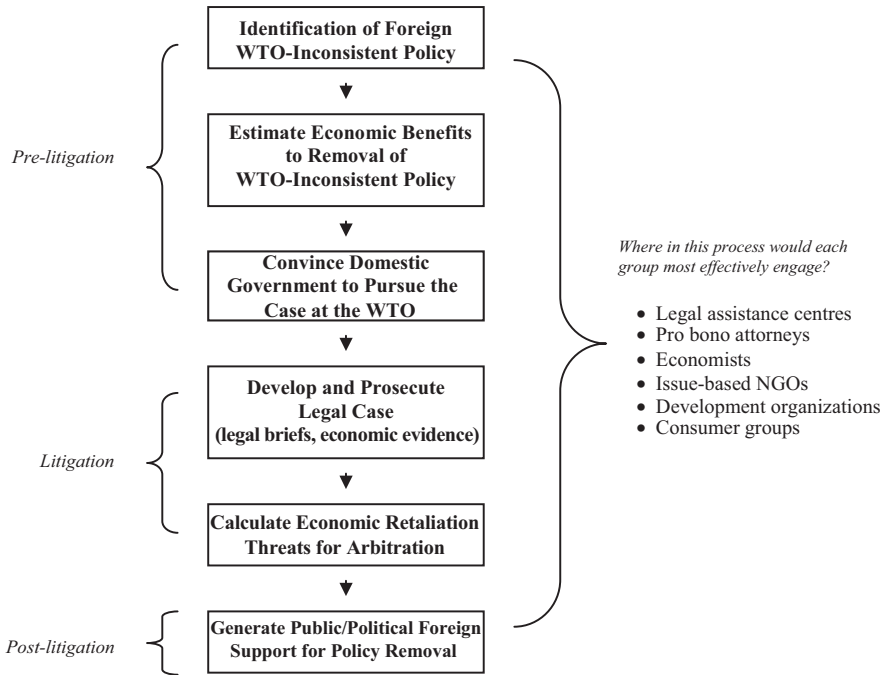 Identification of Foreign
WTO-Inconsistent Policy
Pre-litigation
Estimate Economic Benefits
to Removal of
WTO-Inconsistent Policy
Convince Domestic
Government to Pursue the
Case at the WTO
Litigation
Develop and Prosecute
Legal Case
(legal briefs, economic evidence)
Calculate Economic Retaliation
Threats for Arbitration
Post-litigation
Generate Public/Political Foreign
Support for Policy Removal
Where in this process would each
group most effectively engage?
• Legal assistance centres
• Pro bono attorneys
• Economists
• Issue-based NGOs
• Development organizations
• Consumer groups